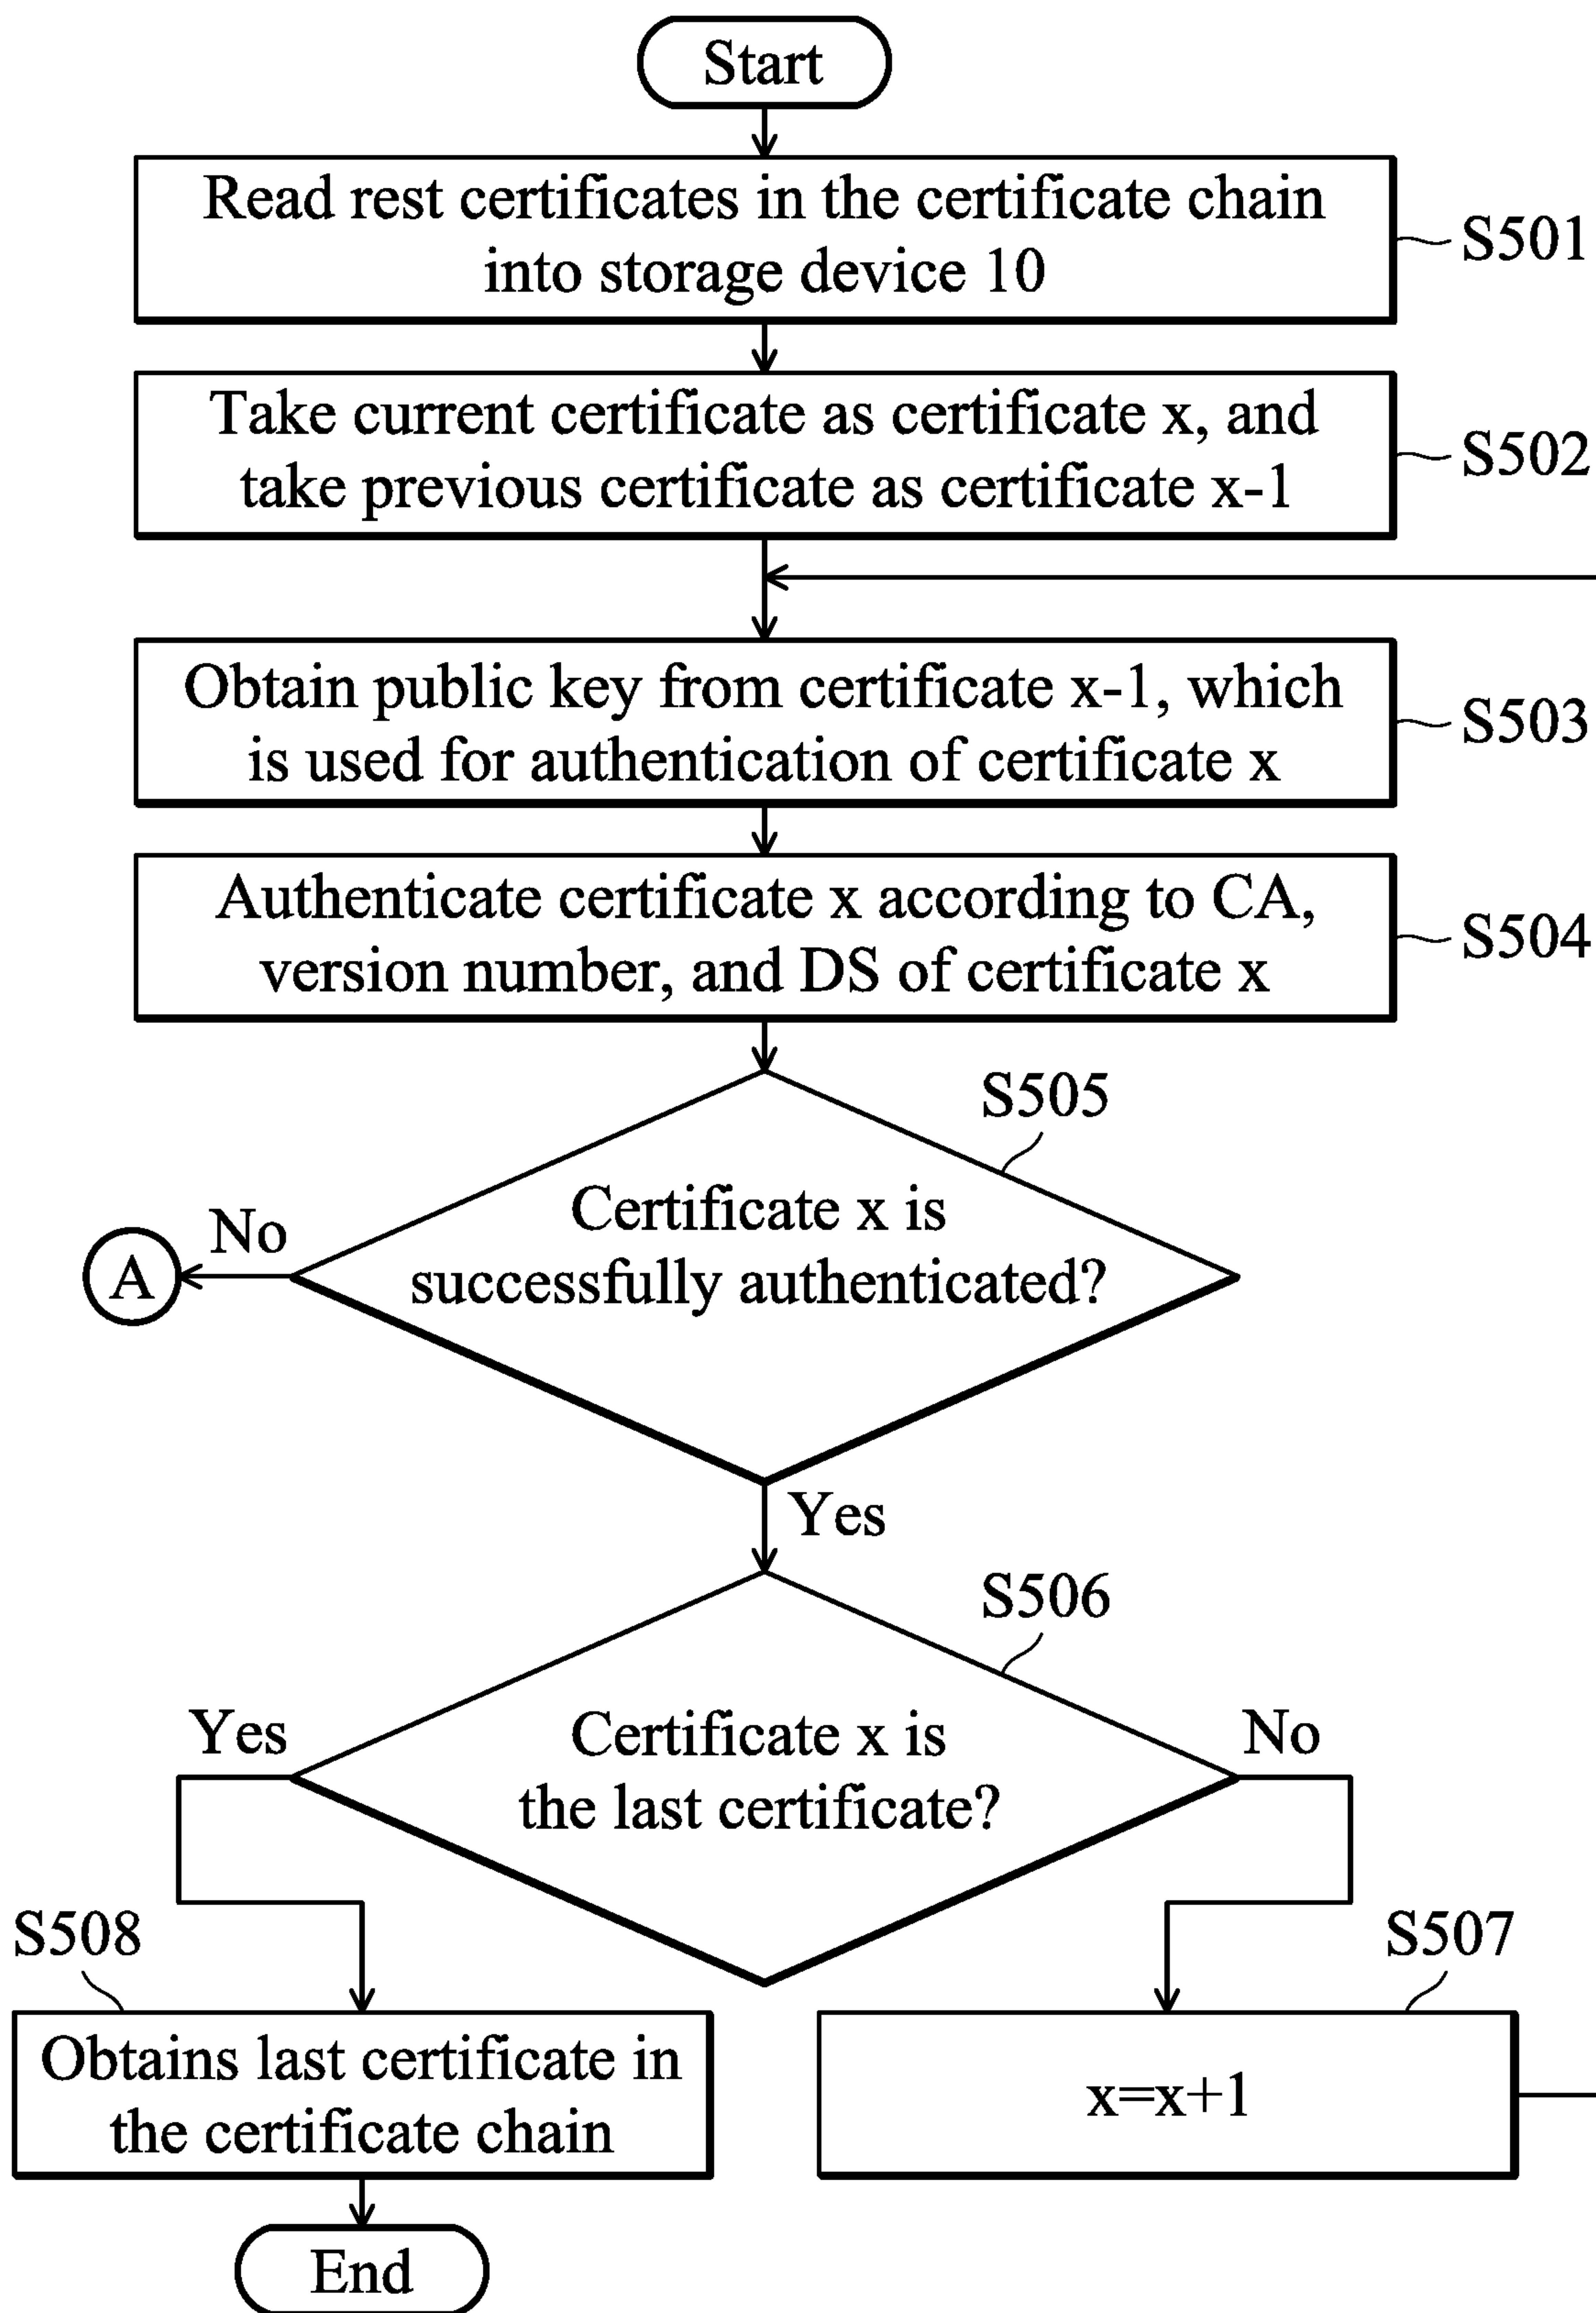 Start
Read rest certificates in the certificate chain
into storage device 10
S501
Take current certificate as certificate x, and
take previous certificate as certificate x-1
S502
Obtain public key from certificate x-1, which
is used for authentication of certificate x
S503
Authenticate certificate x according to CA,
version number, and DS of certificate x
S504
S505
Certificate x is
successfully authenticated?
No
A
Yes
S506
Certificate x is
the last certificate?
Yes
No
S508
Obtains last certificate in
the certificate chain
S507
x=x+1
End